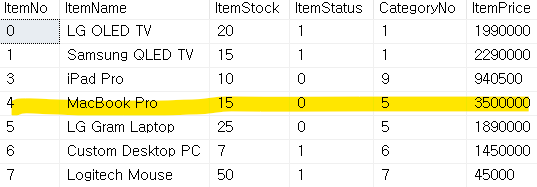 ItemNo ItemName ItemStock ItemStatus CategoryNo ItemPrice
0 LG OLED TV 20 1 1 1990000
1 Samsung QLED TV 15 1 1 2290000
3 iPad Pro 10 0 9 940500
4 MacBook Pro 15 0 5 3500000
5 LG Gram Laptop 25 0 5 1890000
6 Custom Desktop PC 7 1 6 1450000
7 Logitech Mouse 50 1 7 45000